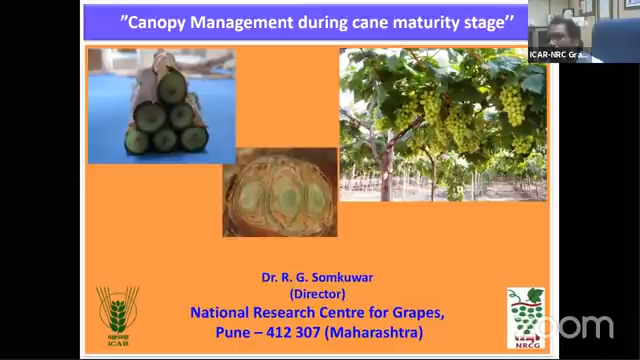 ”Canopy Management during cane maturity stage’’
ICAR-NRC Gra...
Dr. R. G. Somkuwar
(Director)
National Research Centre for Grapes,
Pune – 412 307 (Maharashtra)
ICAR
NRCG
zoom